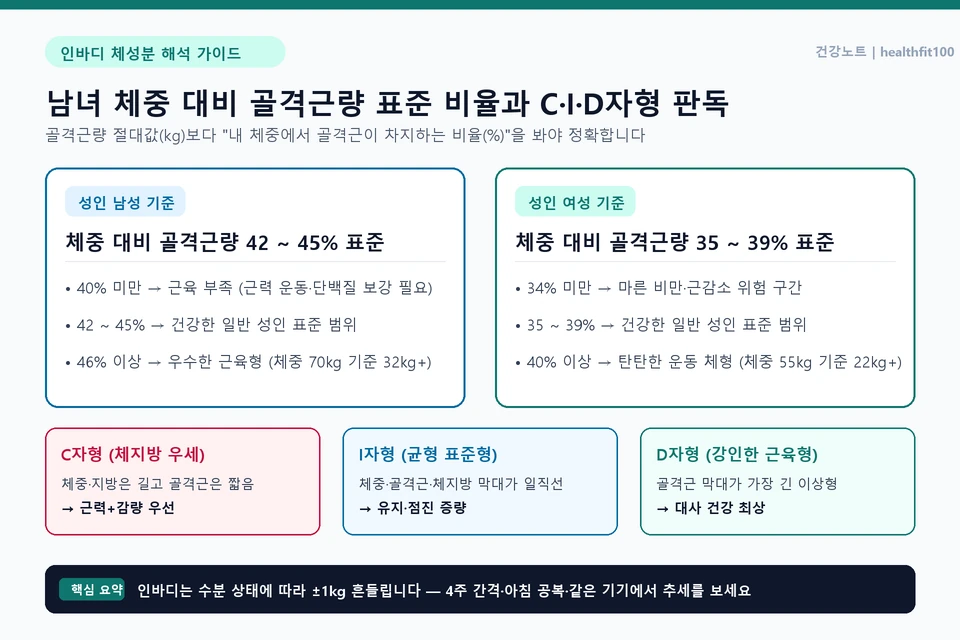 인바디 체성분 해석 가이드
건강노트 | healthfit100
남녀 체중 대비 골격근량 표준 비율과 C·I·D자형 판독
골격근량 절대값(kg)보다 "내 체중에서 골격근이 차지하는 비율(%)"을 봐야 정확합니다
성인 남성 기준
체중 대비 골격근량 42 ~ 45% 표준
• 40% 미만 → 근육 부족 (근력 운동·단백질 보강 필요)
• 42 ~ 45% → 건강한 일반 성인 표준 범위
• 46% 이상 → 우수한 근육형 (체중 70kg 기준 32kg+)
성인 여성 기준
체중 대비 골격근량 35 ~ 39% 표준
• 34% 미만 → 마른 비만·근감소 위험 구간
• 35 ~ 39% → 건강한 일반 성인 표준 범위
• 40% 이상 → 탄탄한 운동 체형 (체중 55kg 기준 22kg+)
C자형 (체지방 우세)
체중·지방은 길고 골격근은 짧음
→ 근력+감량 우선
I자형 (균형 표준형)
체중·골격근·체지방 막대가 일직선
→ 유지·점진 증량
D자형 (강인한 근육형)
골격근 막대가 가장 긴 이상형
→ 대사 건강 최상
핵심 요약
인바디는 수분 상태에 따라 ±1kg 흔들립니다 — 4주 간격·아침 공복·같은 기기에서 추세를 보세요